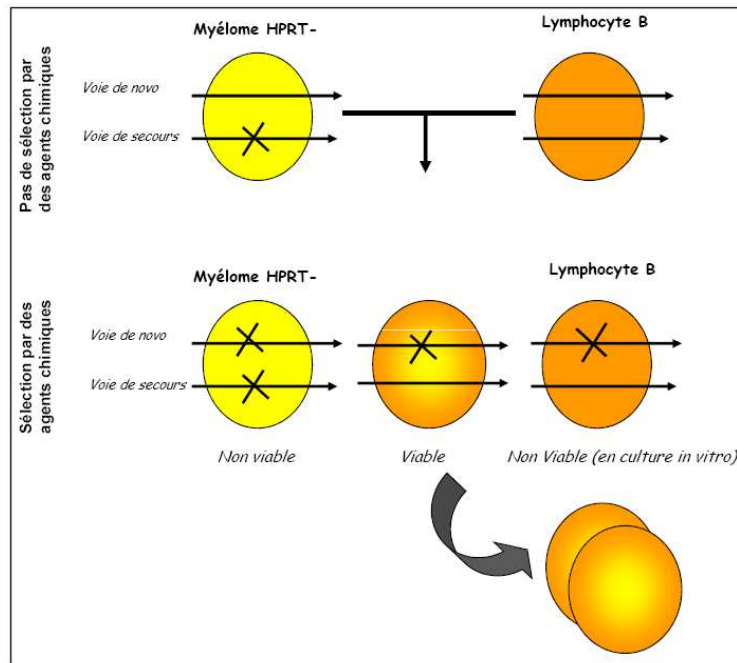 Myélome HPRT-
Lymphocyte B
Pas de sélection par
des agents chimiques
Voie de novo
Voie de secours
Myélome HPRT-
Lymphocyte B
Sélection par des
agents chimiques
Voie de novo
Voie de secours
Non viable
Viable
Non Viable (en culture in vitro)